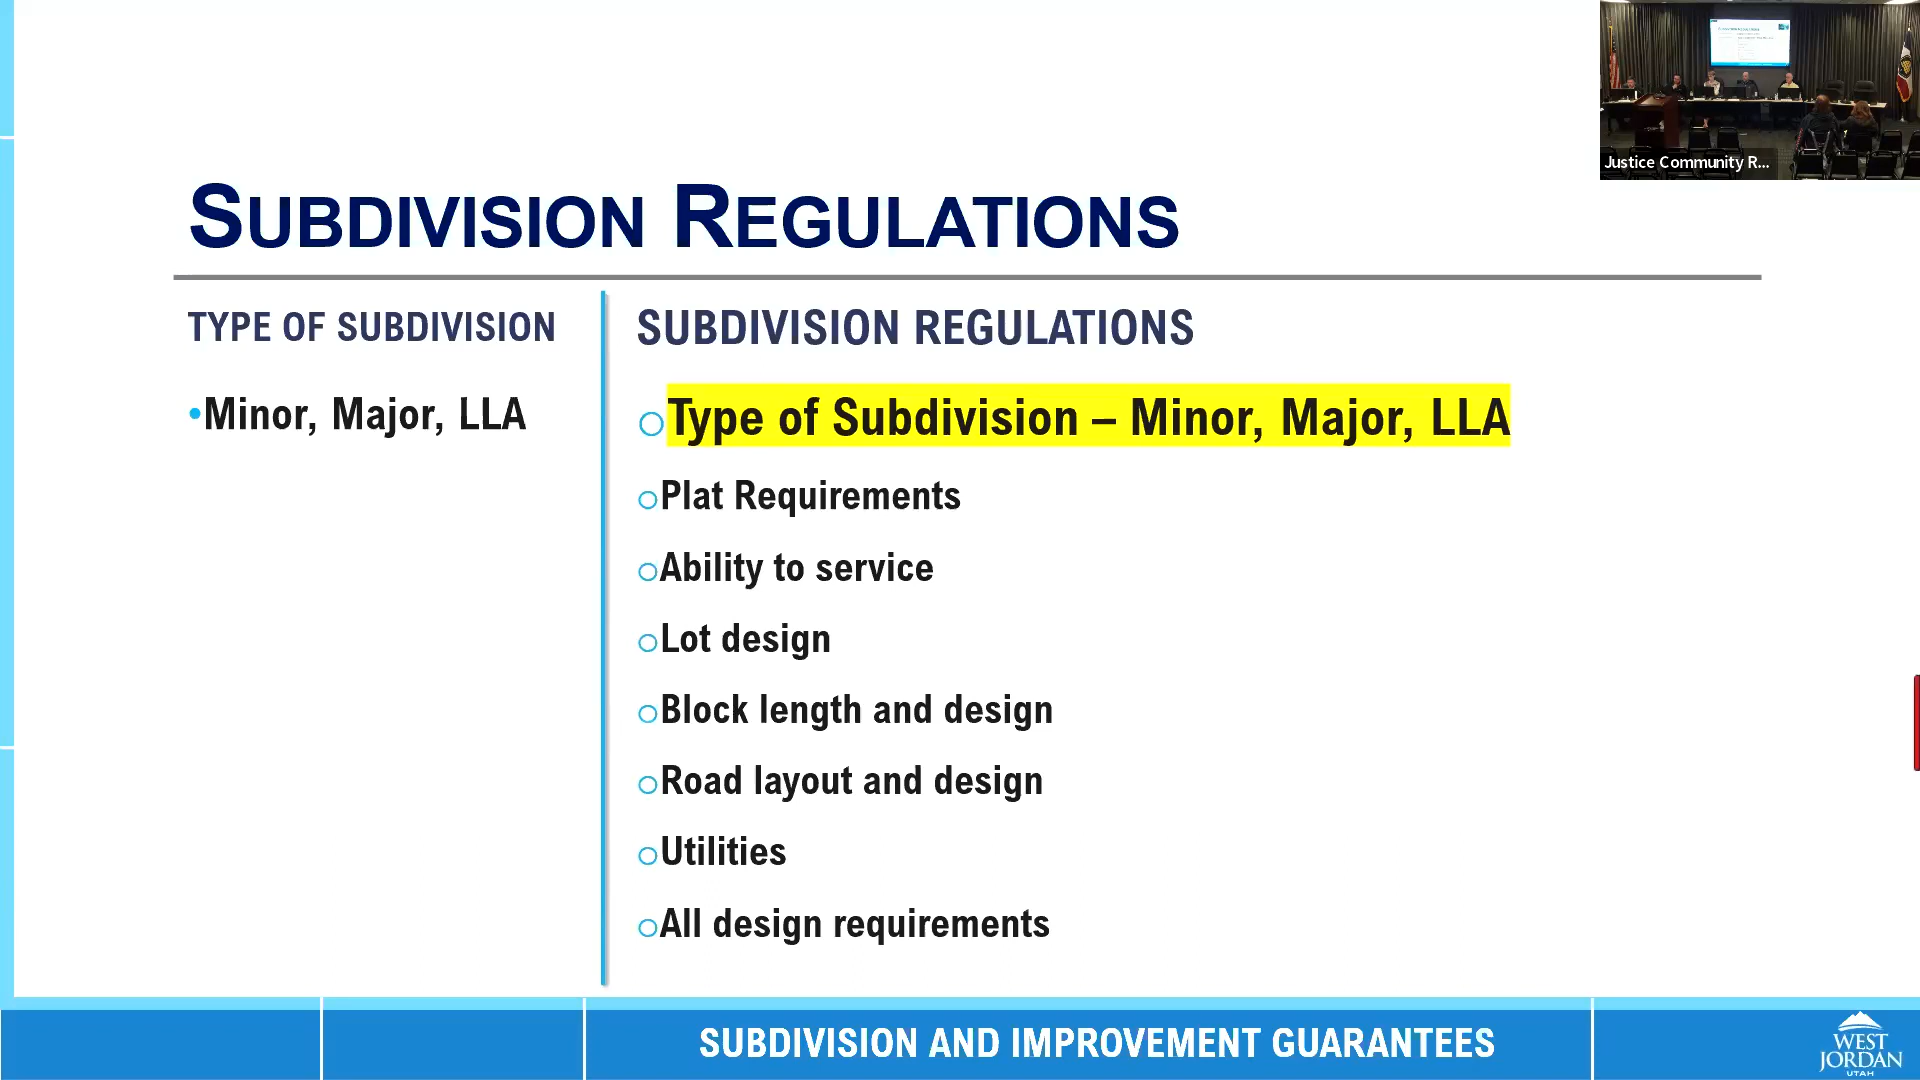 Justice Community R...
SUBDIVISION REGULATIONS
TYPE OF SUBDIVISION
•Minor, Major, LLA
SUBDIVISION REGULATIONS
oType of Subdivision – Minor, Major, LLA
oPlat Requirements
oAbility to service
oLot design
oBlock length and design
oRoad layout and design
oUtilities
oAll design requirements
SUBDIVISION AND IMPROVEMENT GUARANTEES
WEST
JORDAN
UTAH